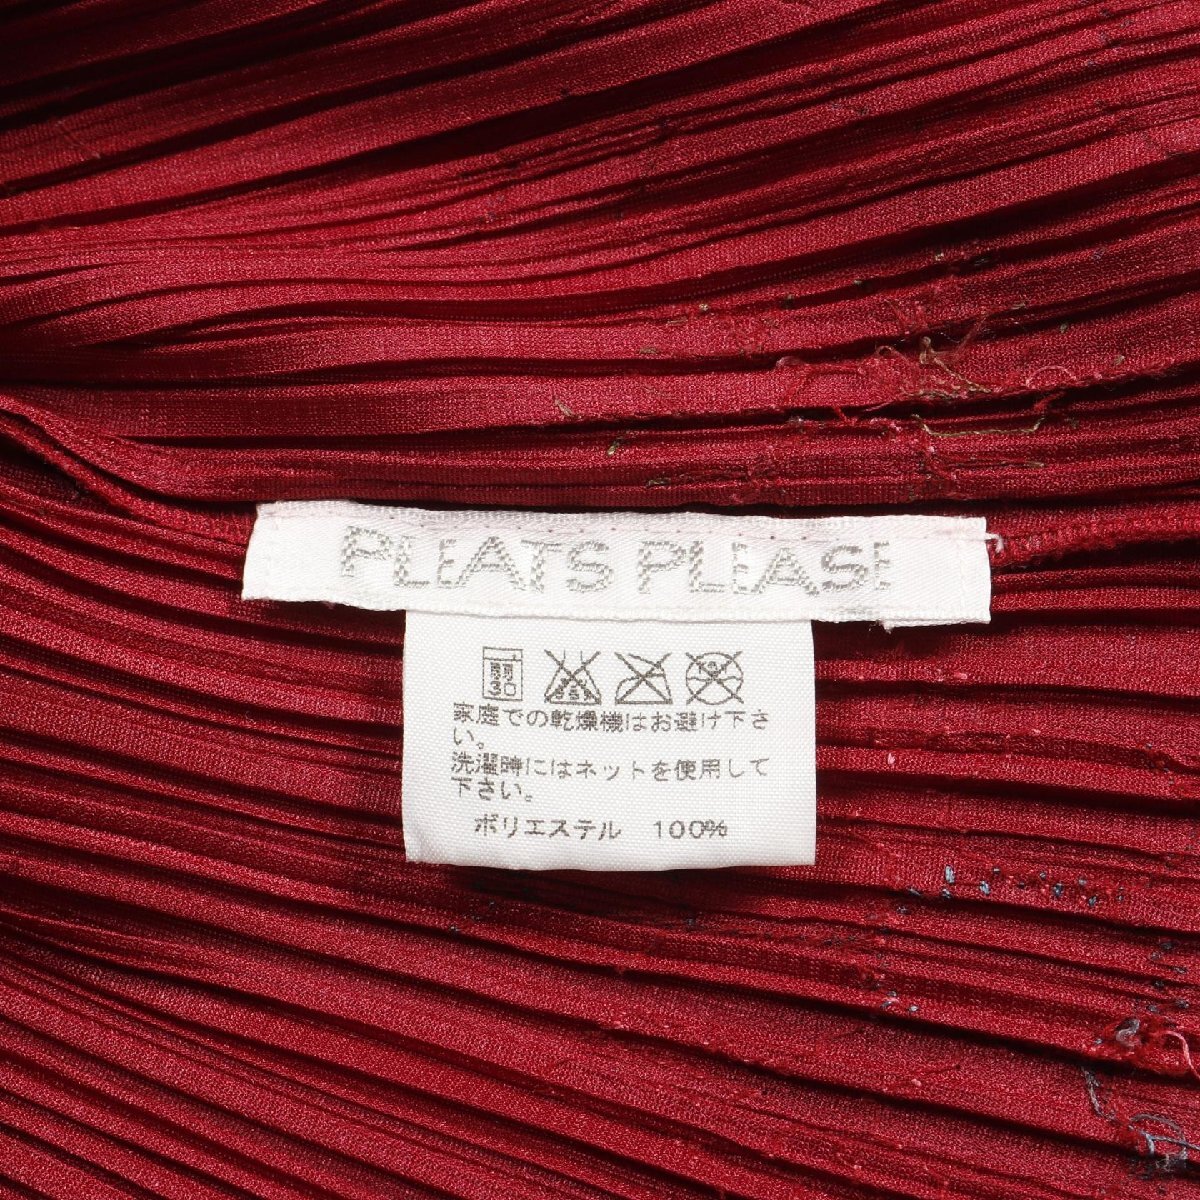 PLEATS PLEASE
弱
30
家庭での乾燥機はお避け下さ
い。
洗濯時にはネットを使用して
下さい。
ポリエステル 100%